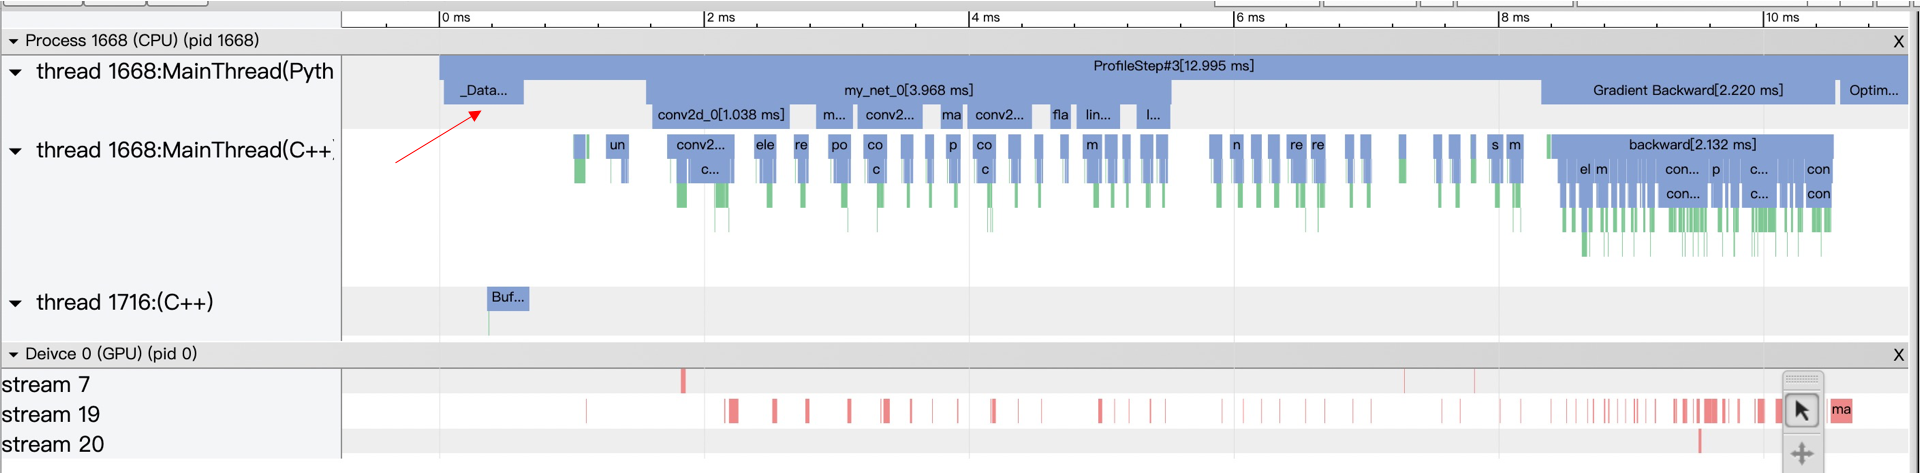 0 ms 2 ms 4 ms 6 ms 8 ms 10 ms
Process 1668 (CPU) (pid 1668) X
thread 1668:MainThread(Pyth
ProfileStep#3[12.995 ms]
_Data... my_net_0[3.968 ms] Gradient Backward[2.220 ms] Optim...
conv2d_0[1.038 ms] m... conv2... ma conv2... fla lin... l...
thread 1668:MainThread(C++)
un conv2... ele re po co p co m n re re s m backward[2.132 ms]
c... c c el m con... p c... con
con... c... con
thread 1716:(C++)
Buf...
Deivce 0 (GPU) (pid 0) X
stream 7
stream 19
ma
stream 20